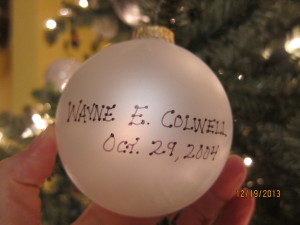 WAYNE E. COLWELL
OCT. 29, 2004
12/19/2013